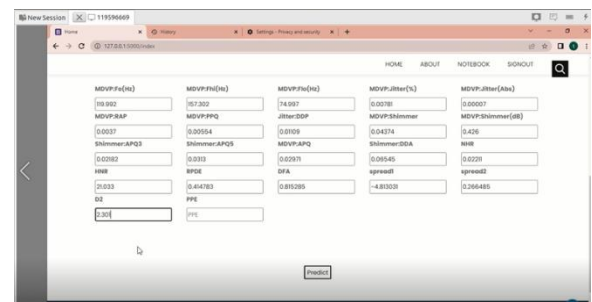 New Session 119596669
Home History Settings - Privacy and security
127.0.0.1:5000/index
HOME ABOUT NOTEBOOK SIGNOUT
MDVP:Fo(Hz) MDVP:Fhi(Hz) MDVP:Flo(Hz) MDVP:Jitter(%) MDVP:Jitter(Abs)
119.992 157.302 74.997 0.00781 0.00007
MDVP:RAP MDVP:PPQ Jitter:DDP MDVP:Shimmer MDVP:Shimmer(dB)
0.0037 0.00554 0.01109 0.04374 0.426
Shimmer:APQ3 Shimmer:APQ5 MDVP:APQ Shimmer:DDA NHR
0.02182 0.0313 0.02971 0.06545 0.02211
HNR RPDE DFA spread1 spread2
21.033 0.414783 0.815285 -4.813031 0.266485
D2 PPE
2.301 PPE
Predict